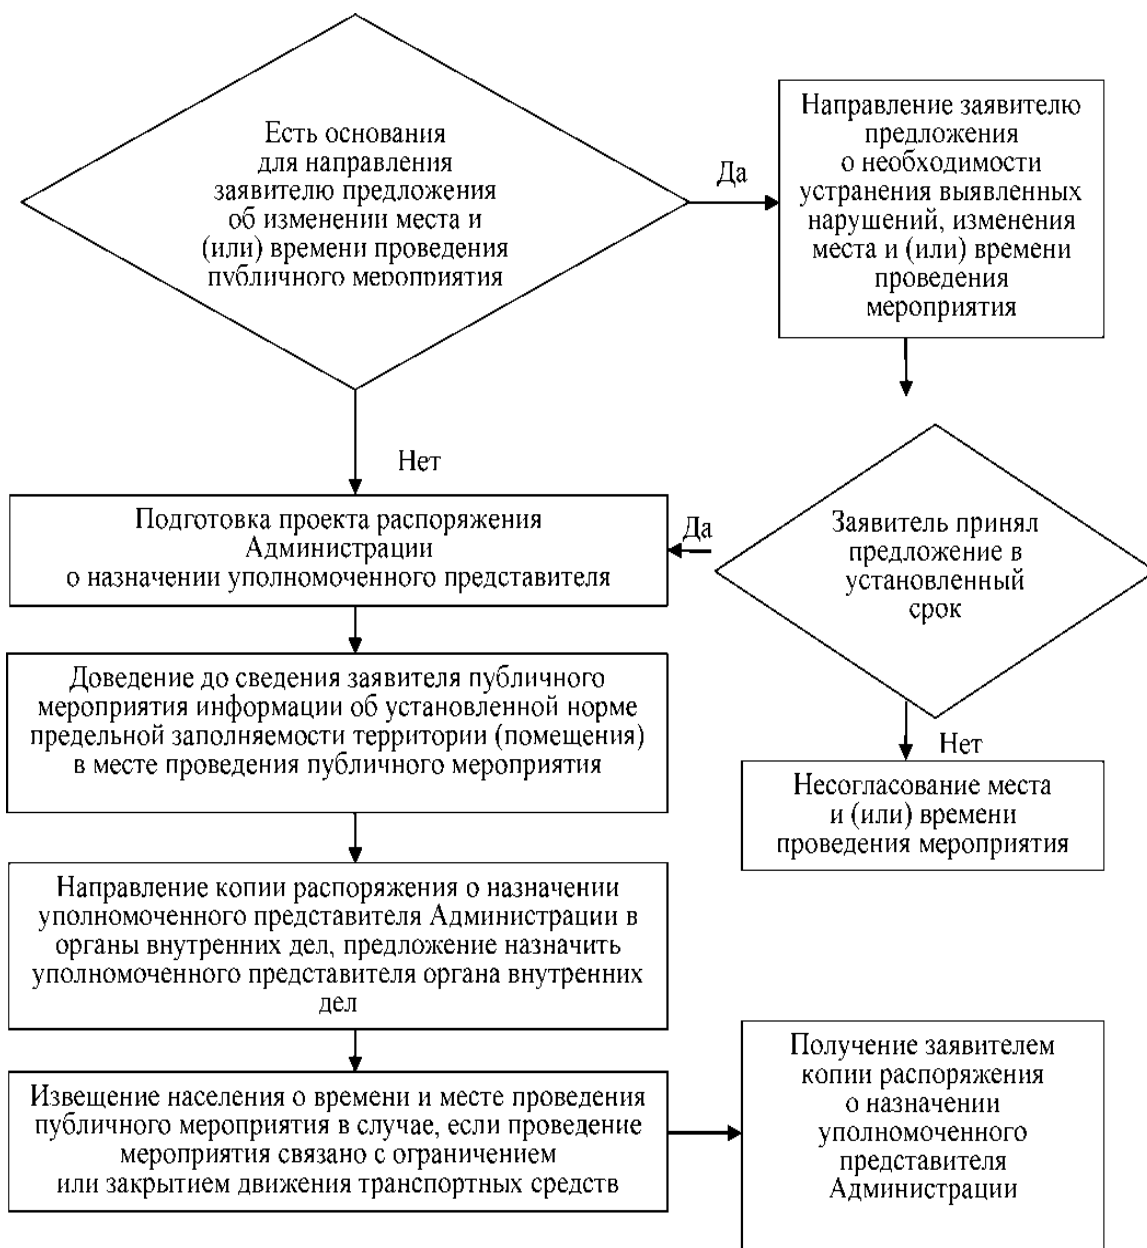 Есть основания
для направления
заявителю предложения
об изменении места и
(или) времени проведения
публичного мероприятия
Да
Направление заявителю
предложения
о необходимости
устранения выявленных
нарушений, изменения
места и (или) времени
проведения
мероприятия
Нет
Подготовка проекта распоряжения
Администрации
о назначении уполномоченного представителя
Да
Заявитель принял
предложение в
установленный
срок
Доведение до сведения заявителя публичного
мероприятия информации об установленной норме
предельной заполняемости территории (помещения)
в месте проведения публичного мероприятия
Нет
Несогласование места
и (или) времени
проведения мероприятия
Направление копии распоряжения о назначении
уполномоченного представителя Администрации в
органы внутренних дел, предложение назначить
уполномоченного представителя органа внутренних
дел
Извещение населения о времени и месте проведения
публичного мероприятия в случае, если проведение
мероприятия связано с ограничением
или закрытием движения транспортных средств
Получение заявителем
копии распоряжения
о назначении
уполномоченного
представителя
Администрации